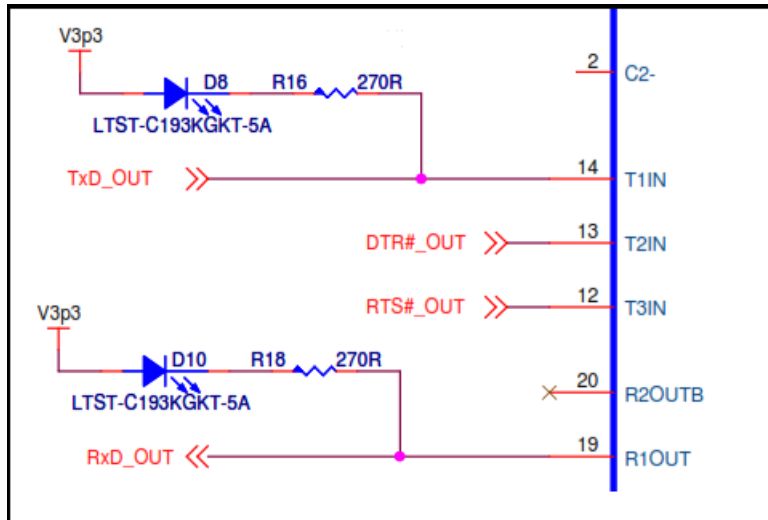 V3p3
2 C2-
D8 R16 270R
LTST-C193KGKT-5A
TxD_OUT 14 T1IN
DTR#_OUT 13 T2IN
RTS#_OUT 12 T3IN
V3p3
D10 R18 270R
20 R2OUTB
LTST-C193KGKT-5A
RxD_OUT 19 R1OUT